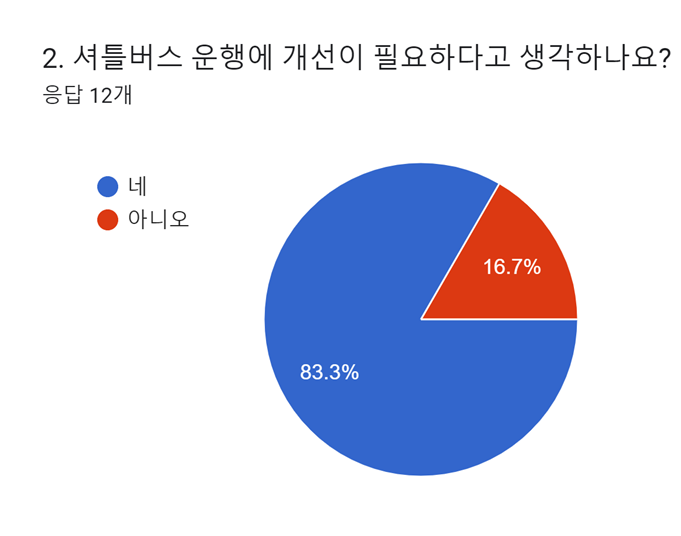 2. 셔틀버스 운행에 개선이 필요하다고 생각하나요?
응답 12개
네
아니오
16.7%
83.3%